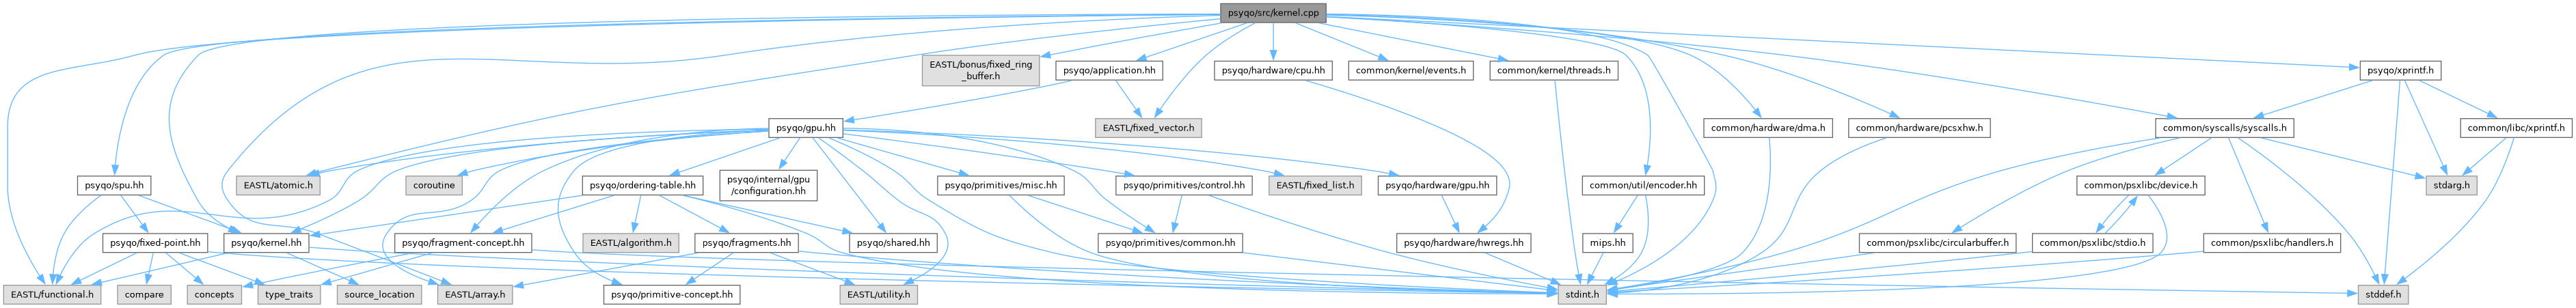 psyqo/src/kernel.cpp
EASTL/bonus/fixed_ring
_buffer.h
psyqo/application.hh
psyqo/hardware/cpu.hh
common/kernel/events.h
common/kernel/threads.h
psyqo/xprintf.h
psyqo/gpu.hh
EASTL/fixed_vector.h
common/hardware/dma.h
common/hardware/pcsxhw.h
common/syscalls/syscalls.h
common/libc/xprintf.h
psyqo/spu.hh
EASTL/atomic.h
coroutine
psyqo/ordering-table.hh
psyqo/internal/gpu
/configuration.hh
psyqo/primitives/misc.hh
psyqo/primitives/control.hh
EASTL/fixed_list.h
psyqo/hardware/gpu.hh
common/util/encoder.hh
common/psxlibc/device.h
stdarg.h
psyqo/fixed-point.hh
psyqo/kernel.hh
psyqo/fragment-concept.hh
EASTL/algorithm.h
psyqo/fragments.hh
psyqo/shared.hh
psyqo/primitives/common.hh
psyqo/hardware/hwregs.hh
mips.hh
common/psxlibc/circularbuffer.h
common/psxlibc/stdio.h
common/psxlibc/handlers.h
EASTL/functional.h
compare
concepts
type_traits
source_location
EASTL/array.h
psyqo/primitive-concept.hh
EASTL/utility.h
stdint.h
stddef.h